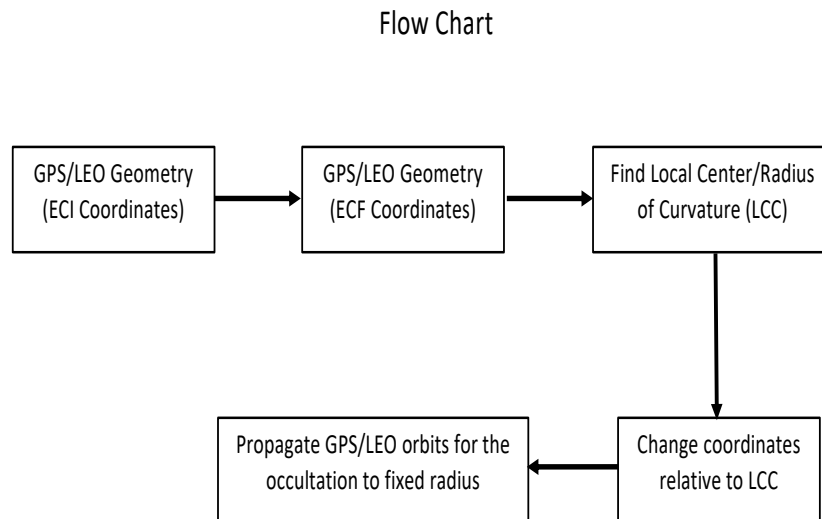 Flow Chart
GPS/LEO Geometry
(ECI Coordinates)
GPS/LEO Geometry
(ECF Coordinates)
Find Local Center/Radius
of Curvature (LCC)
Change coordinates
relative to LCC
Propagate GPS/LEO orbits for the
occultation to fixed radius